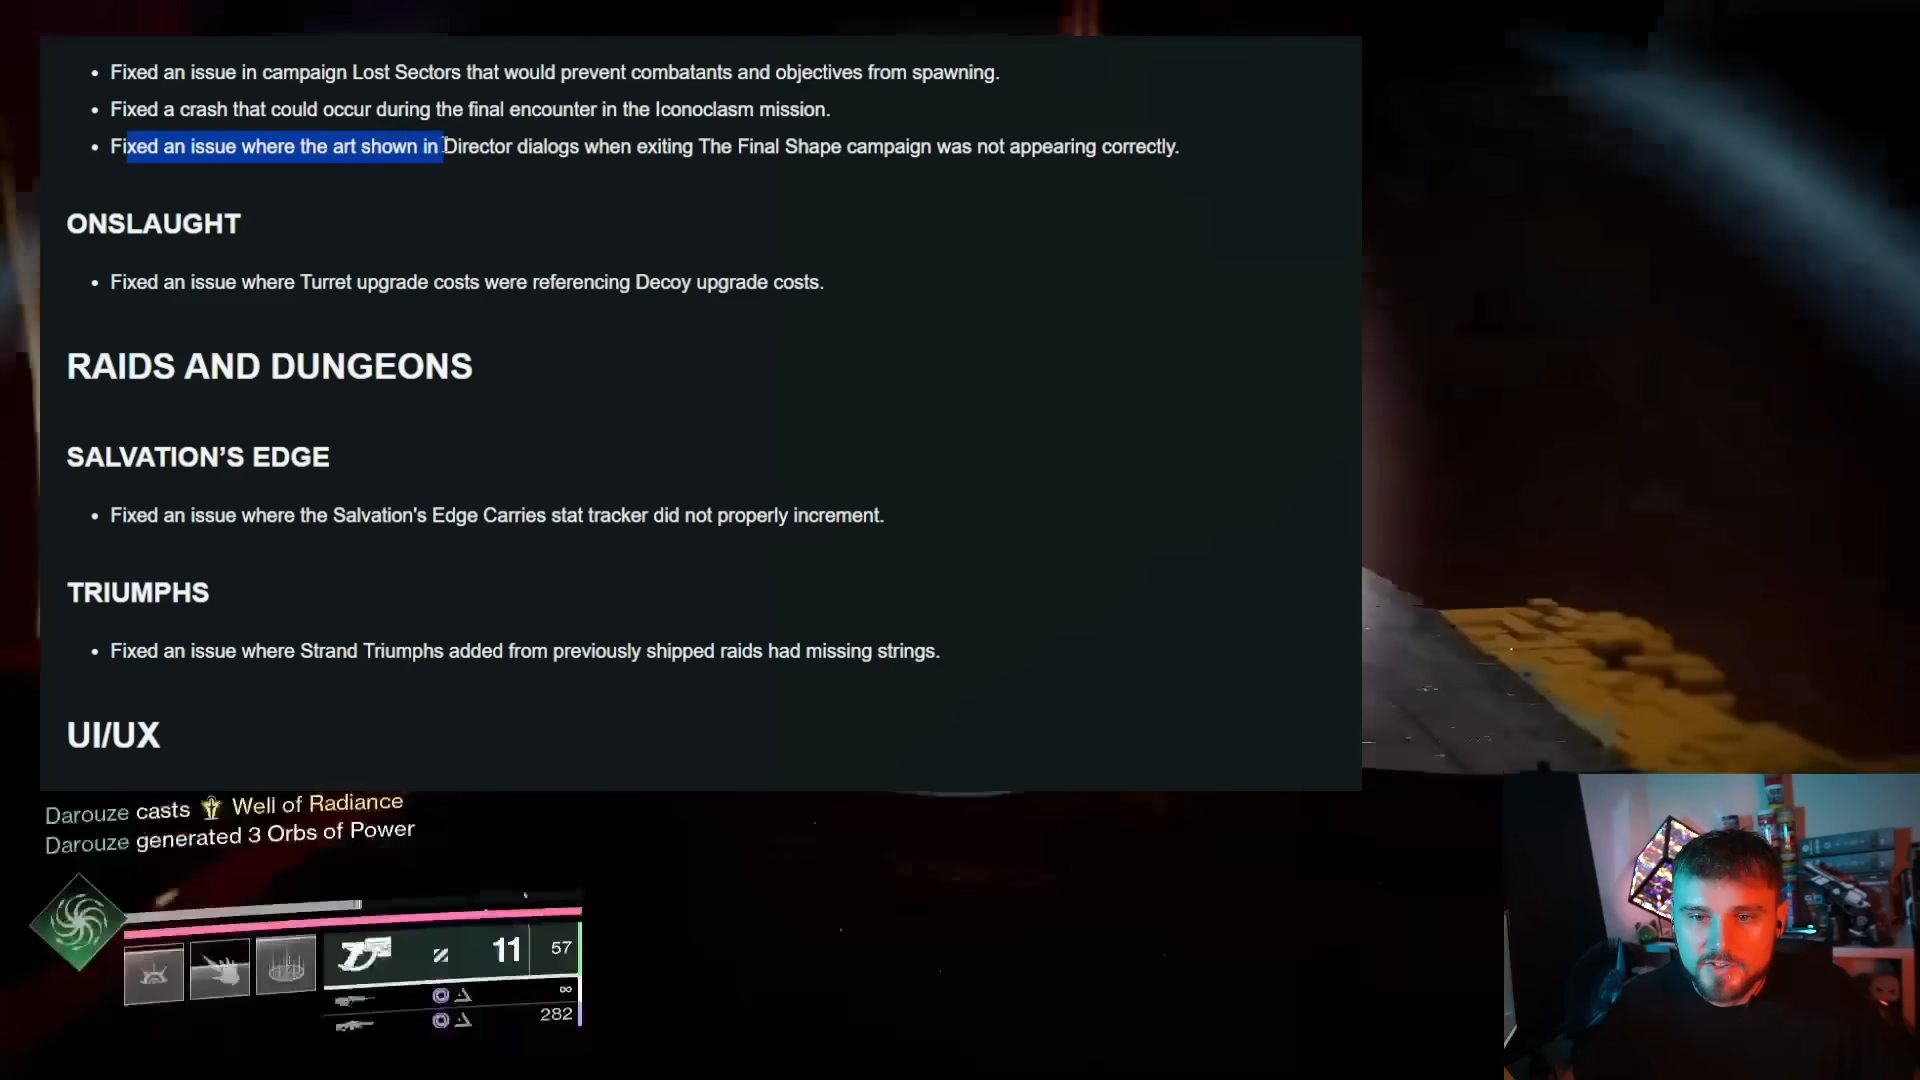 Fixed an issue in campaign Lost Sectors that would prevent combatants and objectives from spawning.
Fixed a crash that could occur during the final encounter in the Iconoclasm mission.
Fixed an issue where the art shown in Director dialogs when exiting The Final Shape campaign was not appearing correctly.
ONSLAUGHT
Fixed an issue where Turret upgrade costs were referencing Decoy upgrade costs.
RAIDS AND DUNGEONS
SALVATION’S EDGE
Fixed an issue where the Salvation's Edge Carries stat tracker did not properly increment.
TRIUMPHS
Fixed an issue where Strand Triumphs added from previously shipped raids had missing strings.
UI/UX
Darouze casts Well of Radiance
Darouze generated 3 Orbs of Power
11 57
∞
282